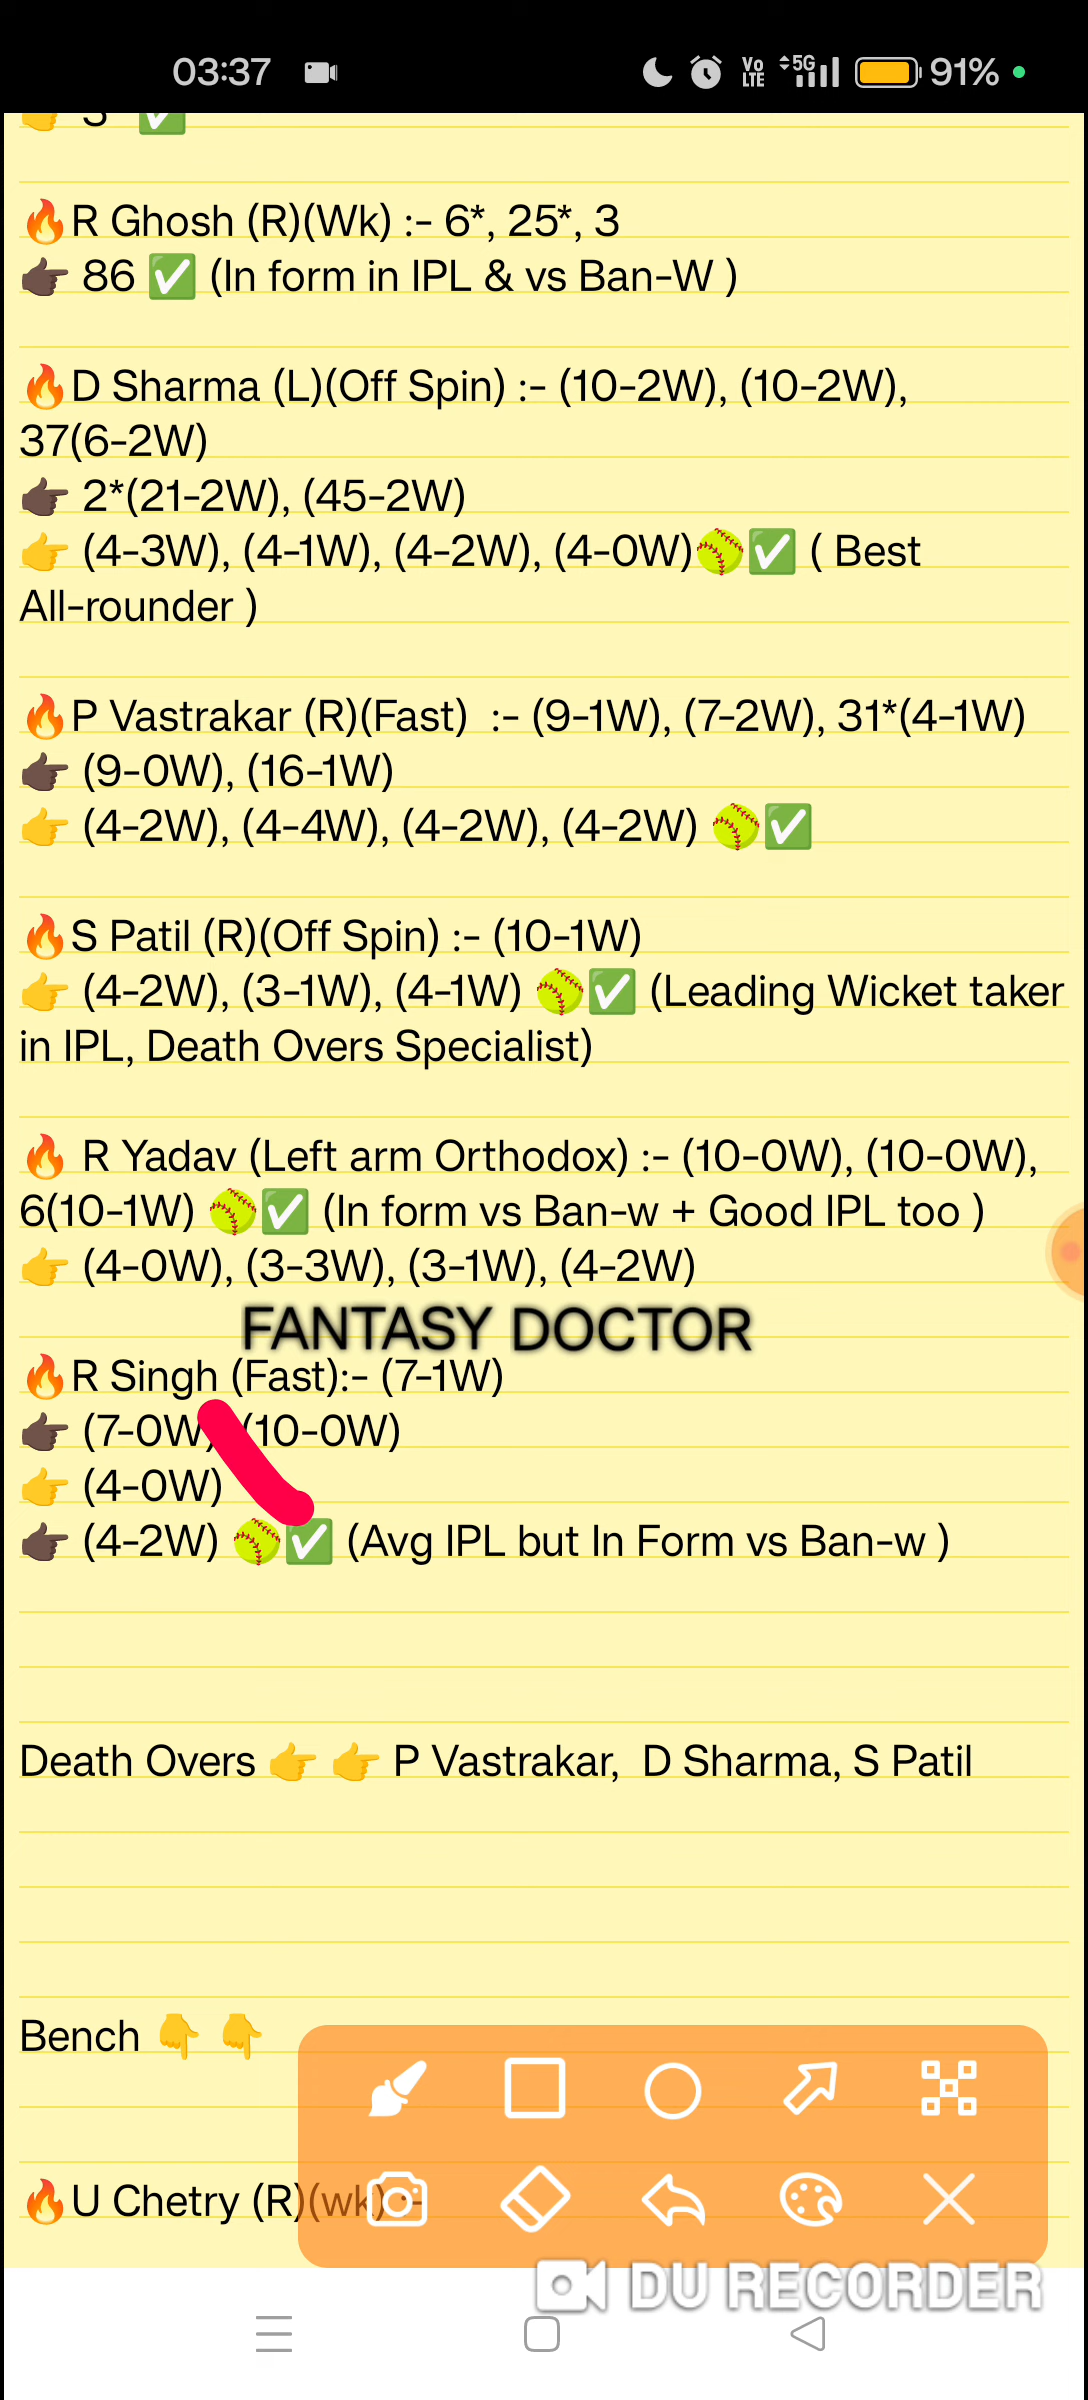 03:37 Vo LTE 5G 91%
👉 3 ✅
🔥R Ghosh (R)(Wk) :- 6*, 25*, 3
👉🏿 86 ✅ (In form in IPL & vs Ban-W )
🔥D Sharma (L)(Off Spin) :- (10-2W), (10-2W),
37(6-2W)
👉🏿 2*(21-2W), (45-2W)
👉 (4-3W), (4-1W), (4-2W), (4-0W)🥎✅ ( Best
All-rounder )
🔥P Vastrakar (R)(Fast)  :- (9-1W), (7-2W), 31*(4-1W)
👉🏿 (9-0W), (16-1W)
👉 (4-2W), (4-4W), (4-2W), (4-2W) 🥎✅
🔥S Patil (R)(Off Spin) :- (10-1W)
👉 (4-2W), (3-1W), (4-1W) 🥎✅ (Leading Wicket taker
in IPL, Death Overs Specialist)
🔥 R Yadav (Left arm Orthodox) :- (10-0W), (10-0W),
6(10-1W) 🥎✅ (In form vs Ban-w + Good IPL too )
👉 (4-0W), (3-3W), (3-1W), (4-2W)
FANTASY DOCTOR
🔥R Singh (Fast):- (7-1W)
👉🏿 (7-0W), (10-0W)
👉 (4-0W)
👉🏿 (4-2W) 🥎✅ (Avg IPL but In Form vs Ban-w )
Death Overs 👉 👉 P Vastrakar,  D Sharma, S Patil
Bench 👇 👇
🔥U Chetry (R)(wk) :-
DU RECORDER